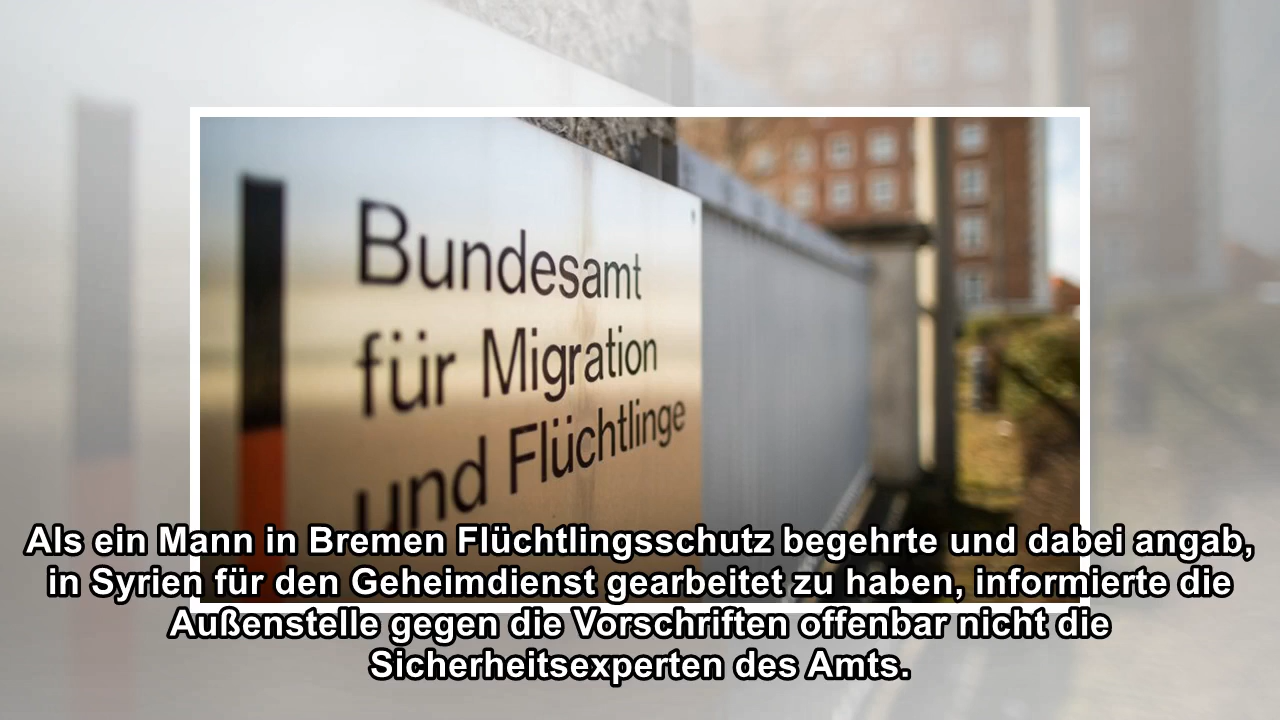 Bundesamt
für Migration
und Flüchtlinge
Als ein Mann in Bremen Flüchtlingsschutz begehrte und dabei angab,
in Syrien für den Geheimdienst gearbeitet zu haben, informierte die
Außenstelle gegen die Vorschriften offenbar nicht die
Sicherheitsexperten des Amts.